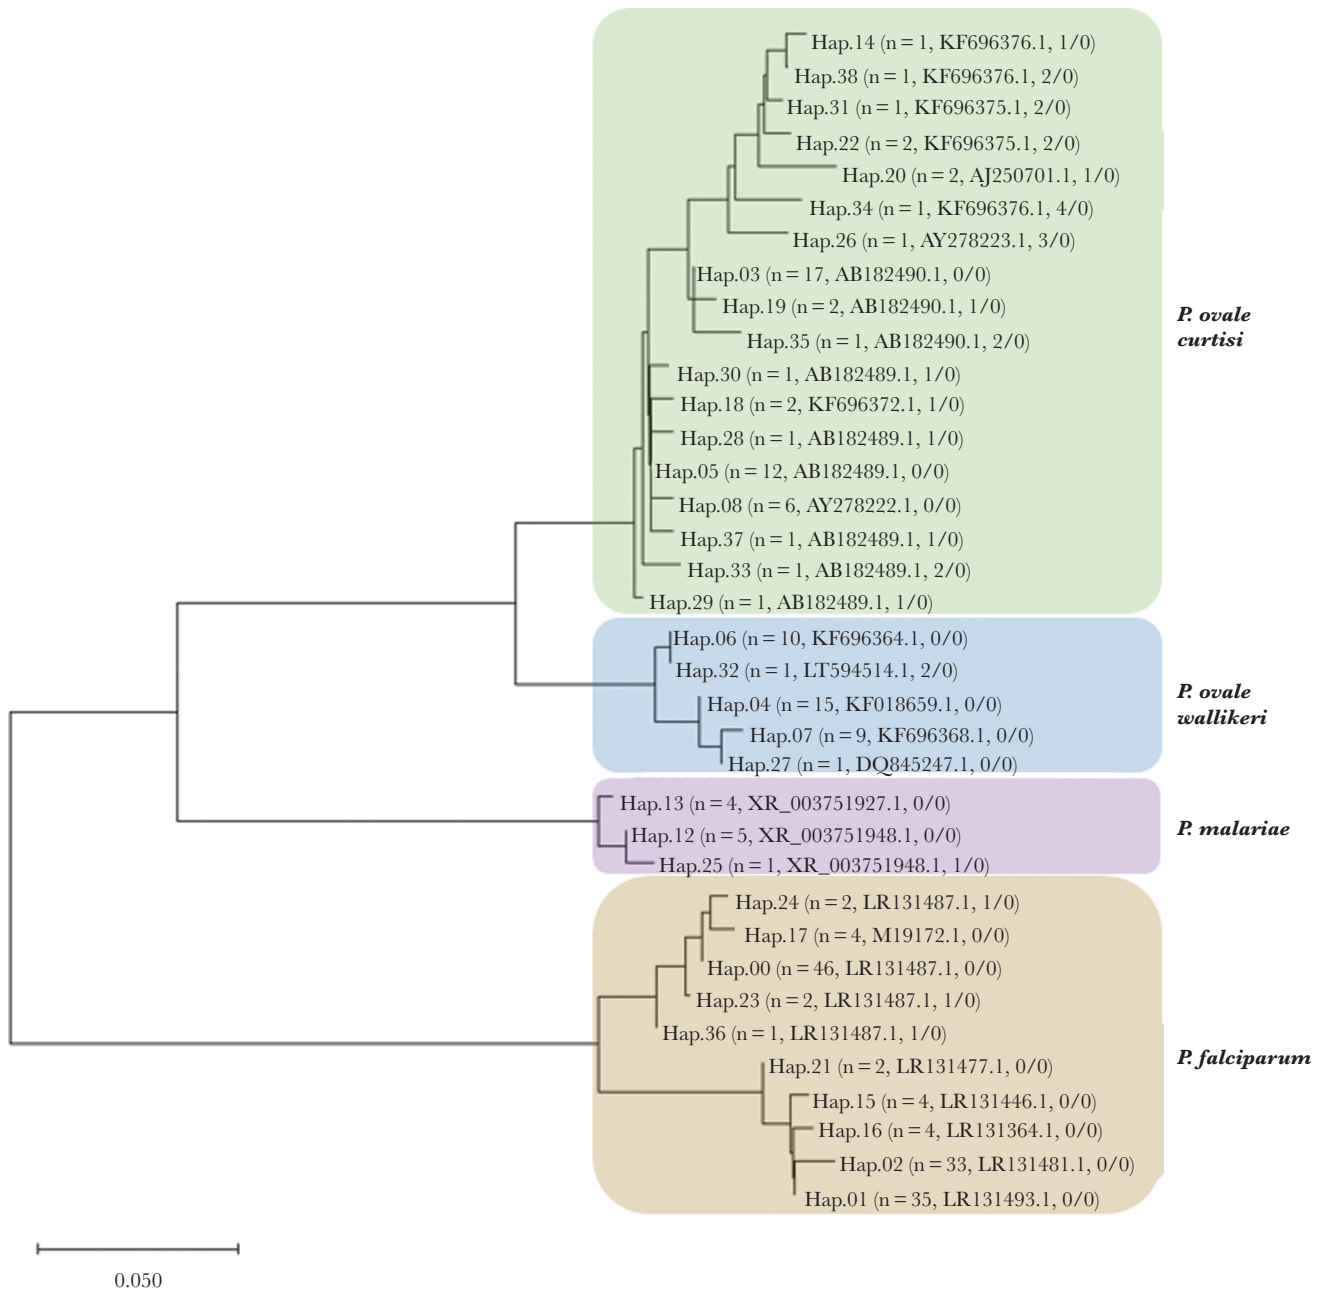 Hap.14 (n = 1, KF696376.1, 1/0)
Hap.38 (n = 1, KF696376.1, 2/0)
Hap.31 (n = 1, KF696375.1, 2/0)
Hap.22 (n = 2, KF696375.1, 2/0)
Hap.20 (n = 2, AJ250701.1, 1/0)
Hap.34 (n = 1, KF696376.1, 4/0)
Hap.26 (n = 1, AY278223.1, 3/0)
Hap.03 (n = 17, AB182490.1, 0/0)
Hap.19 (n = 2, AB182490.1, 1/0)
Hap.35 (n = 1, AB182490.1, 2/0)
Hap.30 (n = 1, AB182489.1, 1/0)
Hap.18 (n = 2, KF696372.1, 1/0)
Hap.28 (n = 1, AB182489.1, 1/0)
Hap.05 (n = 12, AB182489.1, 0/0)
Hap.08 (n = 6, AY278222.1, 0/0)
Hap.37 (n = 1, AB182489.1, 1/0)
Hap.33 (n = 1, AB182489.1, 2/0)
Hap.29 (n = 1, AB182489.1, 1/0)
P. ovale
curtisi
Hap.06 (n = 10, KF696364.1, 0/0)
Hap.32 (n = 1, LT594514.1, 2/0)
Hap.04 (n = 15, KF018659.1, 0/0)
Hap.07 (n = 9, KF696368.1, 0/0)
Hap.27 (n = 1, DQ845247.1, 0/0)
P. ovale
wallikeri
Hap.13 (n = 4, XR_003751927.1, 0/0)
Hap.12 (n = 5, XR_003751948.1, 0/0)
Hap.25 (n = 1, XR_003751948.1, 1/0)
P. malariae
Hap.24 (n = 2, LR131487.1, 1/0)
Hap.17 (n = 4, M19172.1, 0/0)
Hap.00 (n = 46, LR131487.1, 0/0)
Hap.23 (n = 2, LR131487.1, 1/0)
Hap.36 (n = 1, LR131487.1, 1/0)
Hap.21 (n = 2, LR131477.1, 0/0)
Hap.15 (n = 4, LR131446.1, 0/0)
Hap.16 (n = 4, LR131364.1, 0/0)
Hap.02 (n = 33, LR131481.1, 0/0)
Hap.01 (n = 35, LR131493.1, 0/0)
P. falciparum
0.050